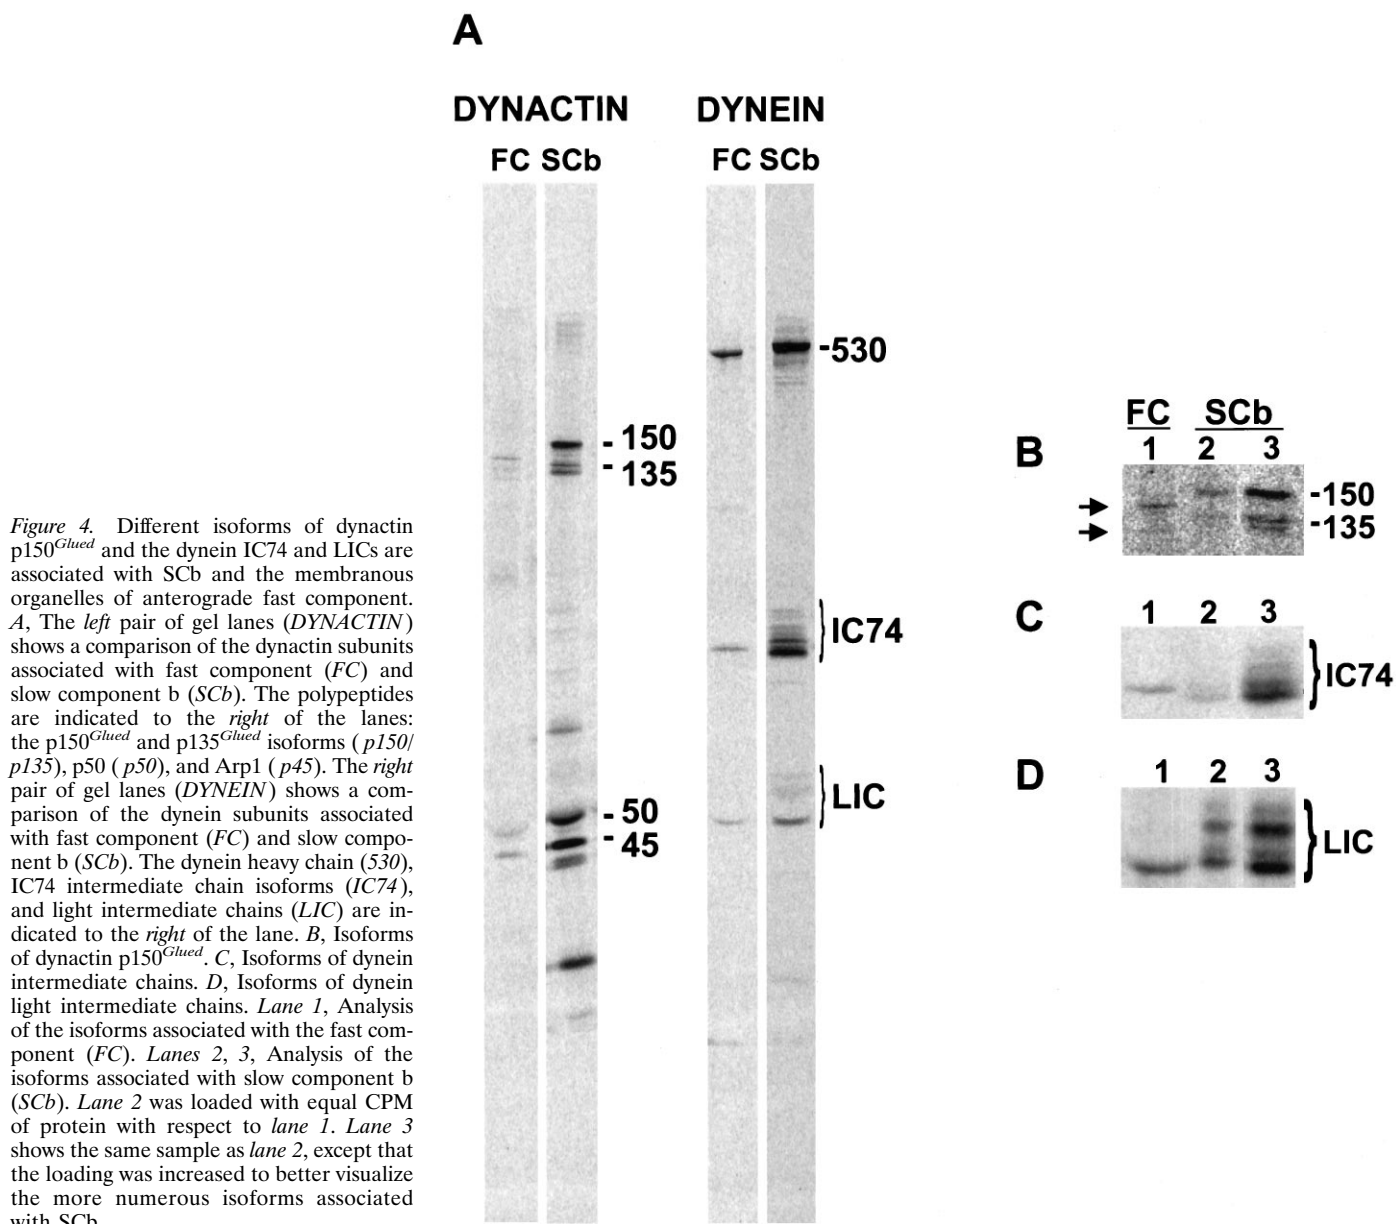 A
DYNACTIN DYNEIN
FC SCb FC SCb
-530
- 150
- 135
FC SCb
B 1 2 3
-150
-135
IC74
C 1 2 3
IC74
LIC
D 1 2 3
LIC
- 50
- 45
Figure 4. Different isoforms of dynactin
p150Glued and the dynein IC74 and LICs are
associated with SCb and the membranous
organelles of anterograde fast component.
A, The left pair of gel lanes (DYNACTIN)
shows a comparison of the dynactin subunits
associated with fast component (FC) and
slow component b (SCb). The polypeptides
are indicated to the right of the lanes:
the p150Glued and p135Glued isoforms (p150/
p135), p50 (p50), and Arp1 (p45). The right
pair of gel lanes (DYNEIN) shows a com-
parison of the dynein subunits associated
with fast component (FC) and slow compo-
nent b (SCb). The dynein heavy chain (530),
IC74 intermediate chain isoforms (IC74),
and light intermediate chains (LIC) are in-
dicated to the right of the lane. B, Isoforms
of dynactin p150Glued. C, Isoforms of dynein
intermediate chains. D, Isoforms of dynein
light intermediate chains. Lane 1, Analysis
of the isoforms associated with the fast com-
ponent (FC). Lanes 2, 3, Analysis of the
isoforms associated with slow component b
(SCb). Lane 2 was loaded with equal CPM
of protein with respect to lane 1. Lane 3
shows the same sample as lane 2, except that
the loading was increased to better visualize
the more numerous isoforms associated
with SCb